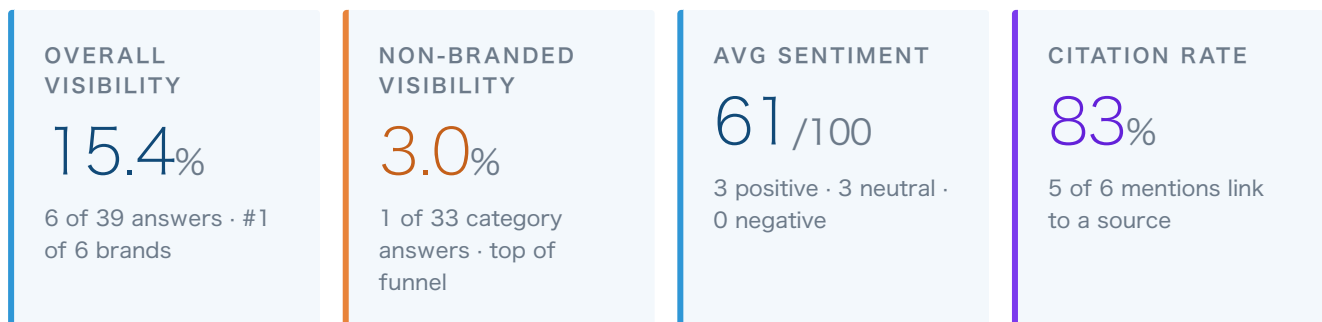 OVERALL
VISIBILITY
15.4%
6 of 39 answers · #1
of 6 brands
NON-BRANDED
VISIBILITY
3.0%
1 of 33 category
answers · top of
funnel
AVG SENTIMENT
61 /100
3 positive · 3 neutral ·
0 negative
CITATION RATE
83%
5 of 6 mentions link
to a source